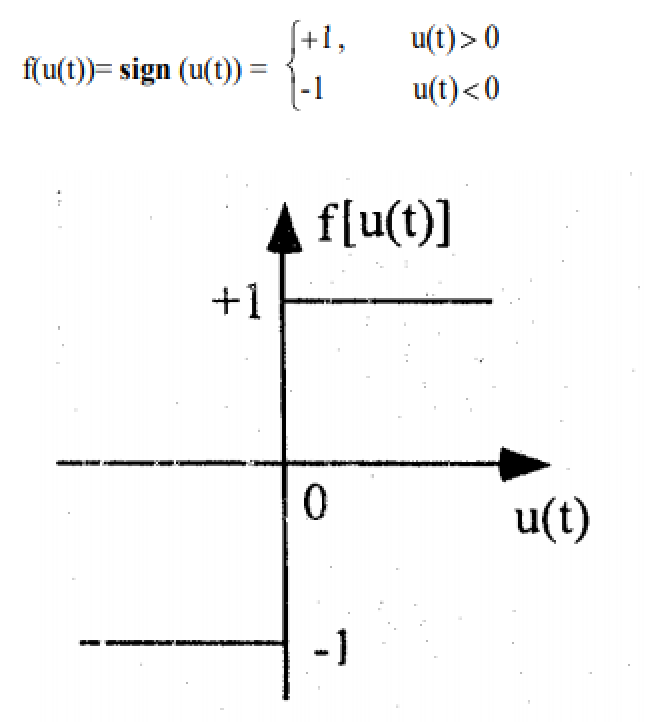 f(u(t))= sign (u(t)) = {+1, u(t)> 0
-1 u(t)<0
f[u(t)]
+1
0
u(t)
-1